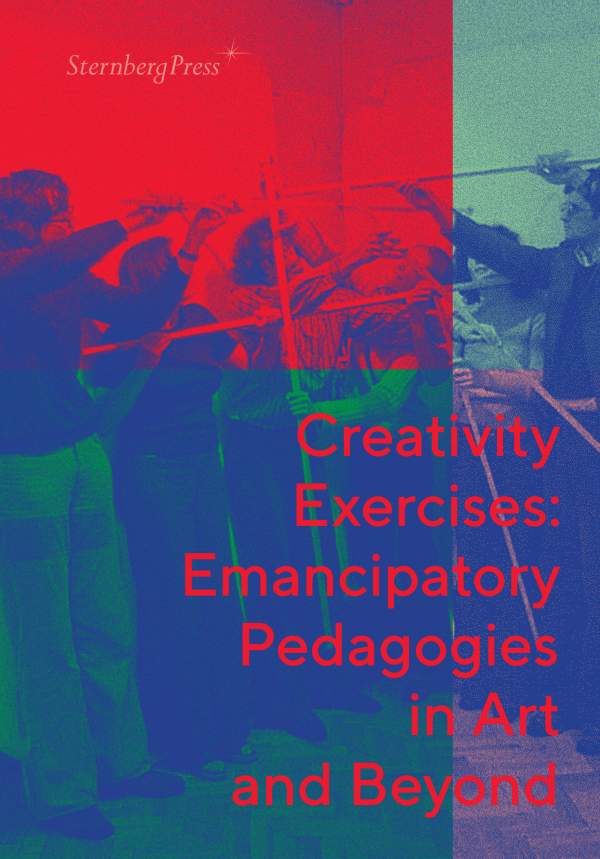 SternbergPress
Creativity
Exercises:
Emancipatory
Pedagogies
in Art
and Beyond